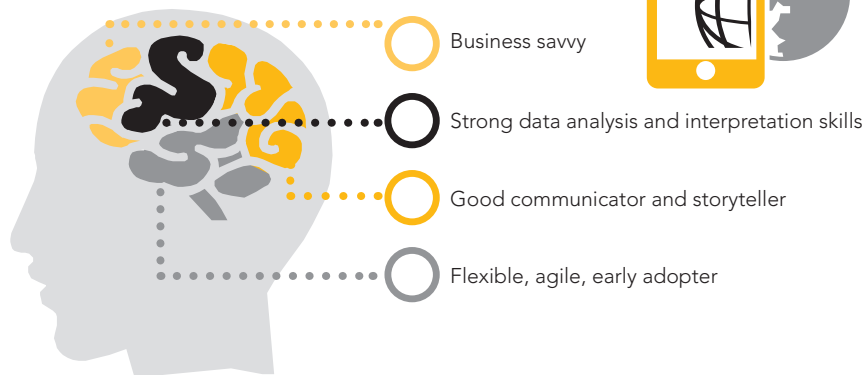 Business savvy
Strong data analysis and interpretation skills
Good communicator and storyteller
Flexible, agile, early adopter